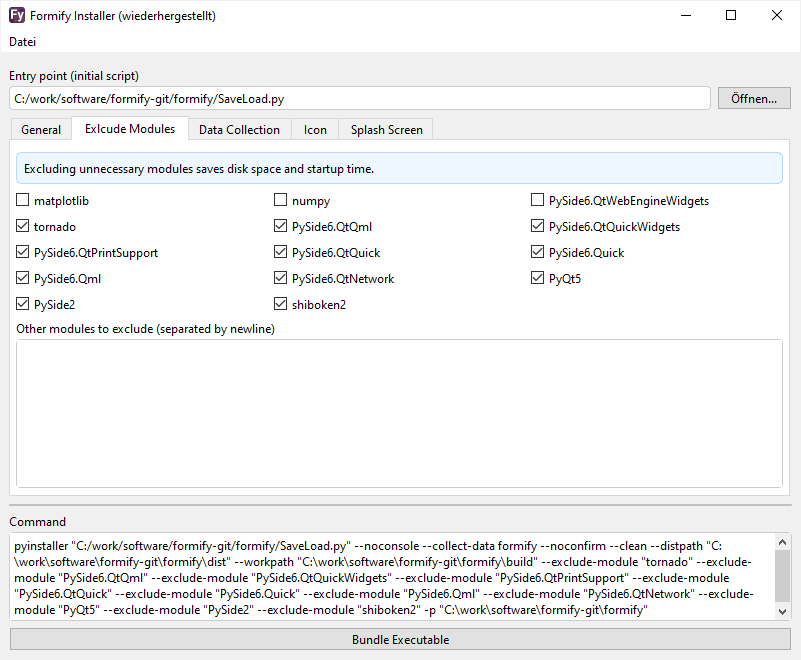 Fy Formify Installer (wiederhergestellt)
Datei
Entry point (initial script)
C:/work/software/formify-git/formify/SaveLoad.py Öffnen...
General Exlcude Modules Data Collection Icon Splash Screen
Excluding unnecessary modules saves disk space and startup time.
matplotlib numpy PySide6.QtWebEngineWidgets
tornado PySide6.QtQml PySide6.QtQuickWidgets
PySide6.QtPrintSupport PySide6.QtQuick PySide6.Quick
PySide6.Qml PySide6.QtNetwork PyQt5
PySide2 shiboken2
Other modules to exclude (separated by newline)
Command
pyinstaller "C:/work/software/formify-git/formify/SaveLoad.py" --noconsole --collect-data formify --noconfirm --clean --distpath "C:
\work\software\formify-git\formify\dist" --workpath "C:\work\software\formify-git\formify\build" --exclude-module "tornado" --exclude-
module "PySide6.QtQml" --exclude-module "PySide6.QtQuickWidgets" --exclude-module "PySide6.QtPrintSupport" --exclude-module
"PySide6.QtQuick" --exclude-module "PySide6.Quick" --exclude-module "PySide6.Qml" --exclude-module "PySide6.QtNetwork" --exclude-
module "PyQt5" --exclude-module "PySide2" --exclude-module "shiboken2" -p "C:\work\software\formify-git\formify"
Bundle Executable